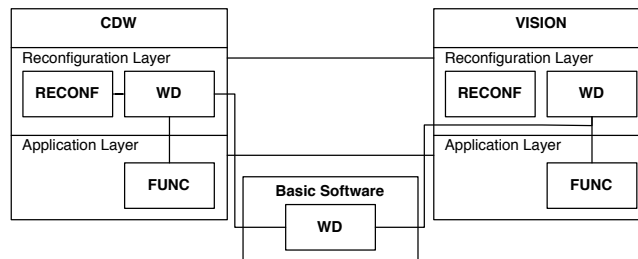 CDW
Reconfiguration Layer
RECONF
WD
Application Layer
FUNC
Basic Software
WD
VISION
Reconfiguration Layer
RECONF
WD
Application Layer
FUNC